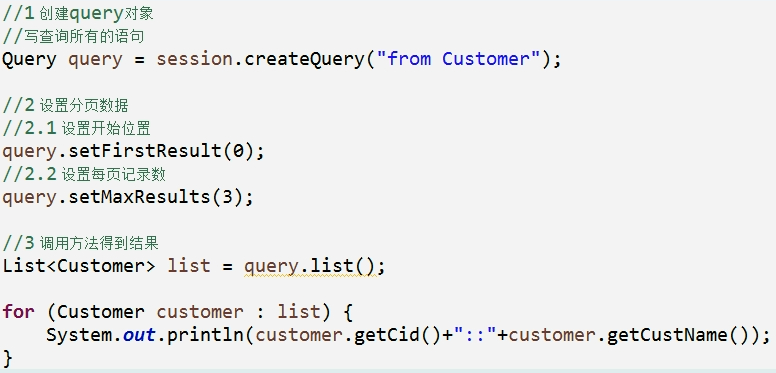 //1 创建query对象
//写查询所有的语句
Query query = session.createQuery("from Customer");
//2 设置分页数据
//2.1 设置开始位置
query.setFirstResult(0);
//2.2 设置每页记录数
query.setMaxResults(3);
//3 调用方法得到结果
List<Customer> list = query.list();
for (Customer customer : list) {
    System.out.println(customer.getCid()+"::"+customer.getCustName());
}